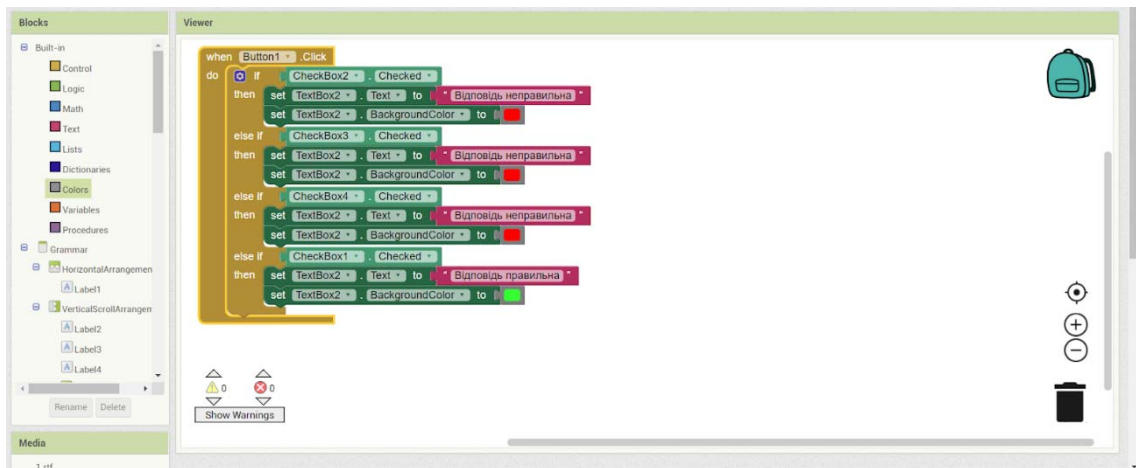 Blocks
Viewer
Built-in
Control
Logic
Math
Text
Lists
Dictionaries
Colors
Variables
Procedures
Grammar
HorizontalArrangemen
Label1
VerticalScrollArrangem
Label2
Label3
Label4
Rename Delete
Media
when Button1 .Click
do if CheckBox2 . Checked
then set TextBox2 . Text to " Відповідь неправильна "
set TextBox2 . BackgroundColor to
else if CheckBox3 . Checked
then set TextBox2 . Text to " Відповідь неправильна "
set TextBox2 . BackgroundColor to
else if CheckBox4 . Checked
then set TextBox2 . Text to " Відповідь неправильна "
set TextBox2 . BackgroundColor to
else if CheckBox1 . Checked
then set TextBox2 . Text to " Відповідь правильна "
set TextBox2 . BackgroundColor to
0 0
Show Warnings